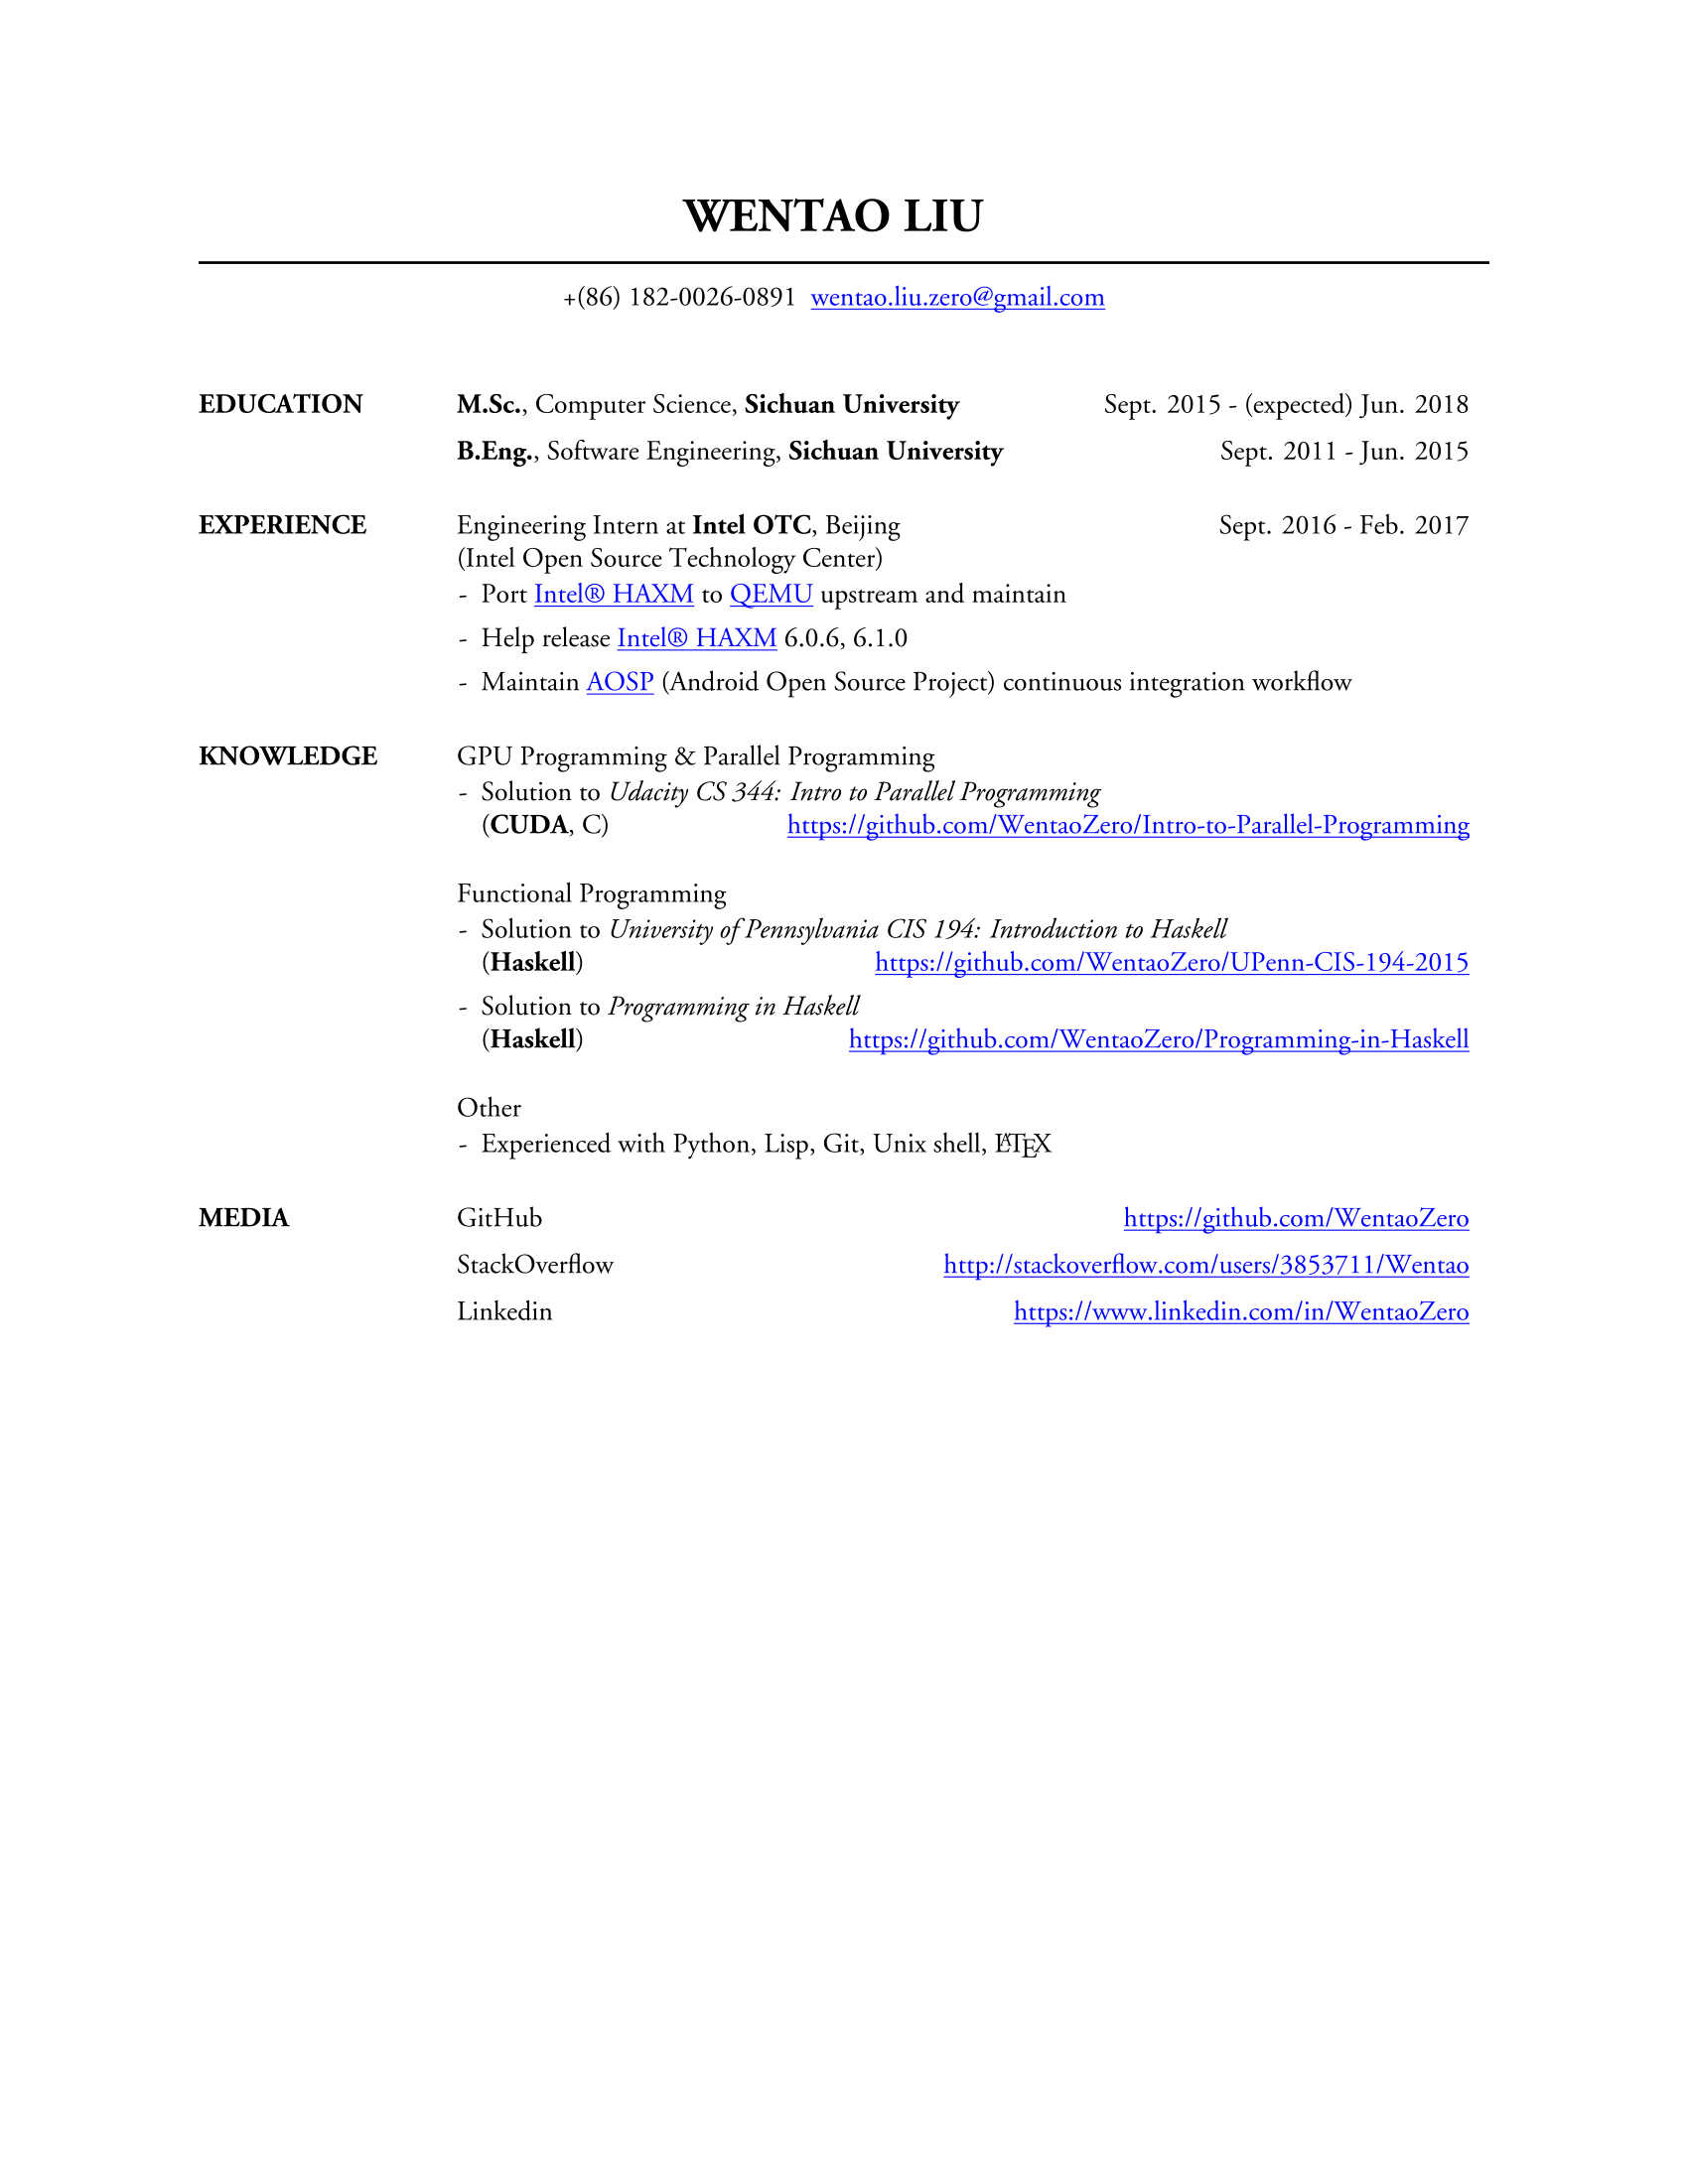 WENTAO LIU
+(86) 182-0026-0891 wentao.liu.zero@gmail.com
EDUCATION M.Sc., Computer Science, Sichuan University Sept. 2015 - (expected) Jun. 2018
B.Eng., Software Engineering, Sichuan University Sept. 2011 - Jun. 2015
EXPERIENCE Engineering Intern at Intel OTC, Beijing Sept. 2016 - Feb. 2017
(Intel Open Source Technology Center)
- Port Intel® HAXM to QEMU upstream and maintain
- Help release Intel® HAXM 6.0.6, 6.1.0
- Maintain AOSP (Android Open Source Project) continuous integration workflow
KNOWLEDGE GPU Programming & Parallel Programming
- Solution to Udacity CS 344: Intro to Parallel Programming
(CUDA, C) https://github.com/WentaoZero/Intro-to-Parallel-Programming
Functional Programming
- Solution to University of Pennsylvania CIS 194: Introduction to Haskell
(Haskell) https://github.com/WentaoZero/UPenn-CIS-194-2015
- Solution to Programming in Haskell
(Haskell) https://github.com/WentaoZero/Programming-in-Haskell
Other
- Experienced with Python, Lisp, Git, Unix shell, LATEX
MEDIA GitHub https://github.com/WentaoZero
StackOverflow http://stackoverflow.com/users/3853711/Wentao
Linkedin https://www.linkedin.com/in/WentaoZero